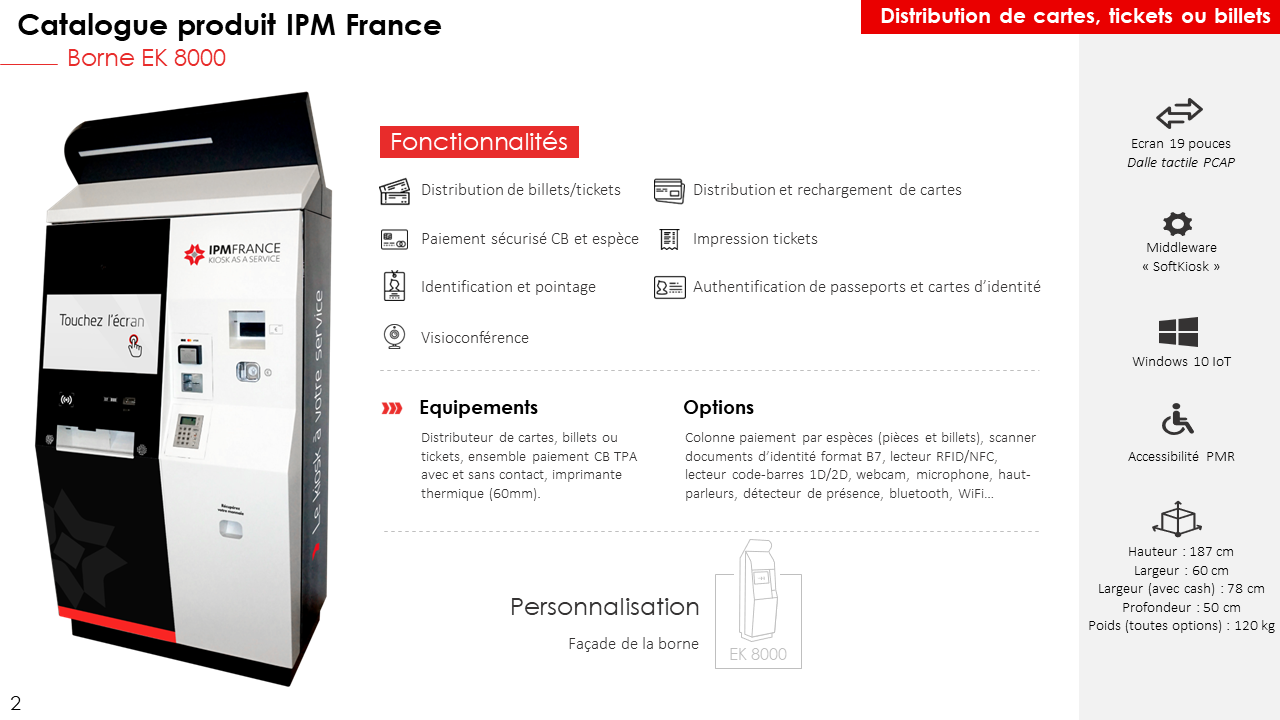 Catalogue produit IPM France
Distribution de cartes, tickets ou billets
Borne EK 8000
IPMFRANCE
KIOSK AS A SERVICE
Touchez l'écran
Le kiosk à votre service
Récupérez
votre monnaie
Fonctionnalités
Distribution de billets/tickets
Distribution et rechargement de cartes
Paiement sécurisé CB et espèce
Impression tickets
Identification et pointage
Authentification de passeports et cartes d’identité
Visioconférence
Equipements
Distributeur de cartes, billets ou
tickets, ensemble paiement CB TPA
avec et sans contact, imprimante
thermique (60mm).
Options
Colonne paiement par espèces (pièces et billets), scanner
documents d’identité format B7, lecteur RFID/NFC,
lecteur code-barres 1D/2D, webcam, microphone, haut-
parleurs, détecteur de présence, bluetooth, WiFi…
Personnalisation
Façade de la borne
EK 8000
Ecran 19 pouces
Dalle tactile PCAP
Middleware
« SoftKiosk »
Windows 10 IoT
Accessibilité PMR
Hauteur : 187 cm
Largeur : 60 cm
Largeur (avec cash) : 78 cm
Profondeur : 50 cm
Poids (toutes options) : 120 kg
2